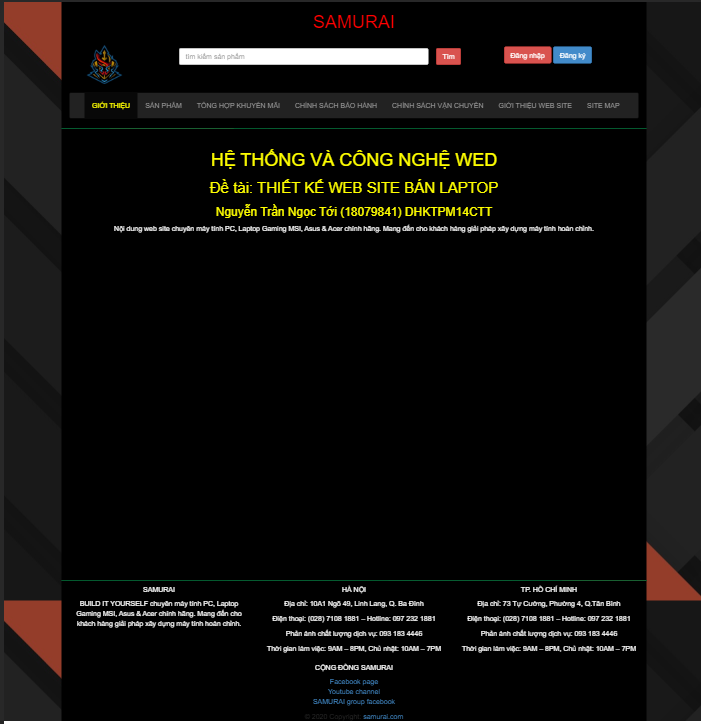 SAMURAI
tìm kiếm sản phẩm
Tìm
Đăng nhập
Đăng ký
GIỚI THIỆU
SẢN PHẨM
TỔNG HỢP KHUYẾN MÃI
CHÍNH SÁCH BẢO HÀNH
CHÍNH SÁCH VẬN CHUYỂN
GIỚI THIỆU WEB SITE
SITE MAP
HỆ THỐNG VÀ CÔNG NGHỆ WED
Đề tài: THIẾT KẾ WEB SITE BÁN LAPTOP
Nguyễn Trần Ngọc Tới (18079841) DHKTPM14CTT
Nội dung web site chuyên máy tính PC, Laptop Gaming MSI, Asus & Acer chính hãng. Mang đến cho khách hàng giải pháp xây dựng máy tính hoàn chỉnh.
SAMURAI
BUILD IT YOURSELF chuyên máy tính PC, Laptop
Gaming MSI, Asus & Acer chính hãng. Mang đến cho
khách hàng giải pháp xây dựng máy tính hoàn chỉnh.
HÀ NỘI
Địa chỉ: 10A1 Ngõ 49, Linh Lang, Q. Ba Đình
Điện thoại: (028) 7108 1881 – Hotline: 097 232 1881
Phản ánh chất lượng dịch vụ: 093 183 4446
Thời gian làm việc: 9AM – 8PM, Chủ nhật: 10AM – 7PM
TP. HỒ CHÍ MINH
Địa chỉ: 73 Tự Cường, Phường 4, Q.Tân Bình
Điện thoại: (028) 7108 1881 – Hotline: 097 232 1881
Phản ánh chất lượng dịch vụ: 093 183 4446
Thời gian làm việc: 9AM – 8PM, Chủ nhật: 10AM – 7PM
CỘNG ĐỒNG SAMURAI
Facebook page
Youtube channel
SAMURAI group facebook
© 2020 Copyright: samurai.com